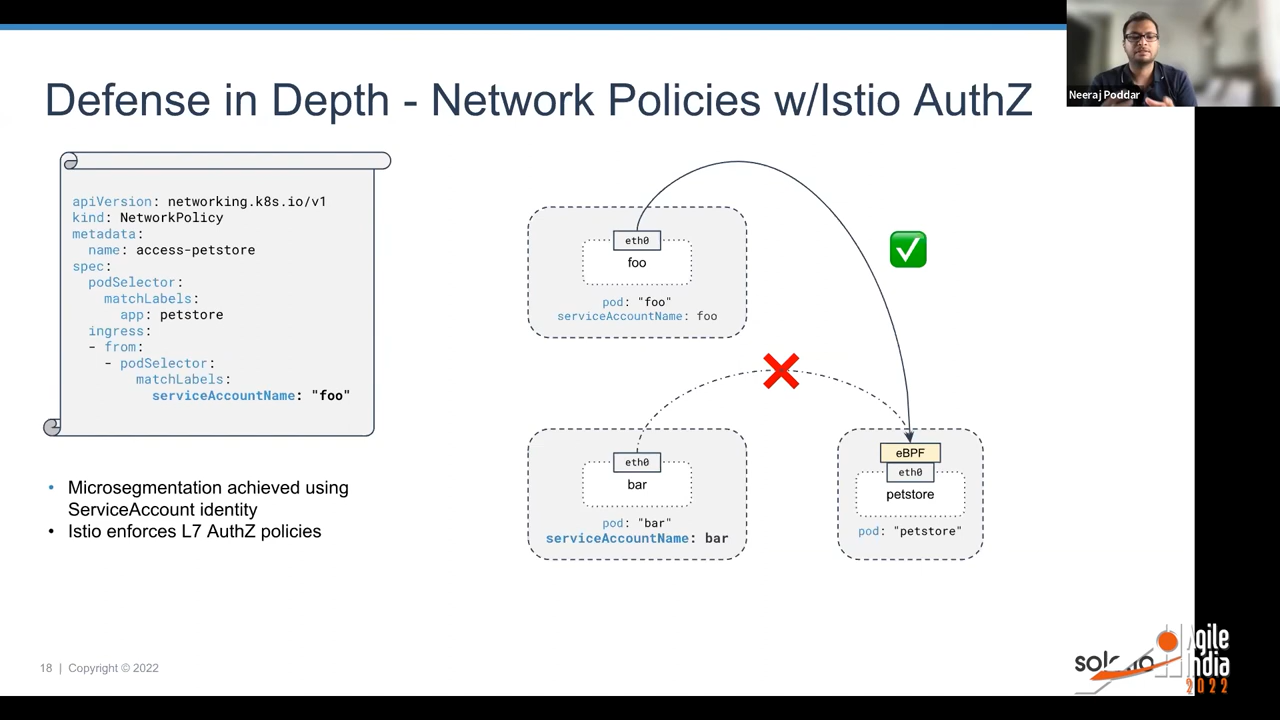 Neeraj Poddar
Defense in Depth - Network Policies w/Istio AuthZ
apiVersion: networking.k8s.io/v1
kind: NetworkPolicy
metadata:
name: access-petstore
spec:
podSelector:
matchLabels:
app: petstore
ingress:
- from:
- podSelector:
matchLabels:
serviceAccountName: "foo"
• Microsegmentation achieved using
ServiceAccount identity
• Istio enforces L7 AuthZ policies
eth0
foo
pod: "foo"
serviceAccountName: foo
eth0
bar
pod: "bar"
serviceAccountName: bar
eBPF
eth0
petstore
pod: "petstore"
18 | Copyright © 2022
Agile
India
2022